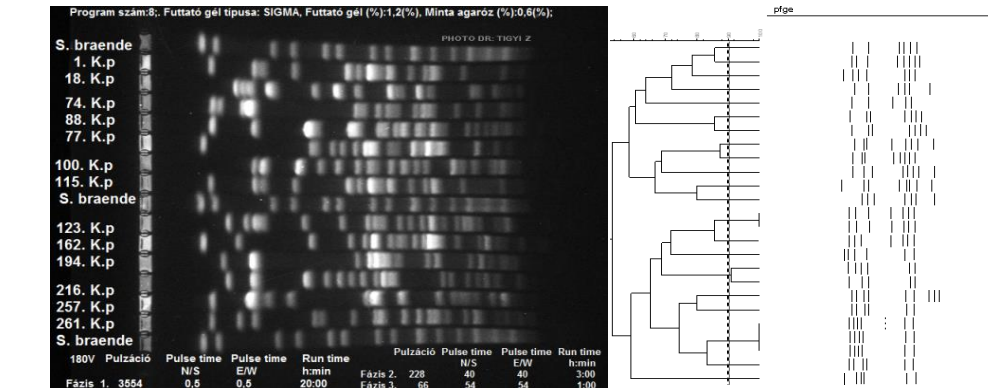 Program szám:8;. Futtató gél típusa: SIGMA, Futtató gél (%):1,2(%), Minta agaróz (%):0,6(%);
PHOTO DR: TIGYI Z
S. braende
1. K.p
18. K.p
74. K.p
88. K.p
77. K.p
100. K.p
115. K.p
S. braende
123. K.p
162. K.p
194. K.p
216. K.p
257. K.p
261. K.p
S. braende
180V Pulzáció Pulse time N/S Pulse time E/W Run time h:min
Fázis 1. 3554 0,5 0,5 20:00
Pulzáció Pulse time N/S Pulse time E/W Run time h:min
Fázis 2. 228 40 40 3:00
Fázis 3. 66 54 54 1:00
pfge